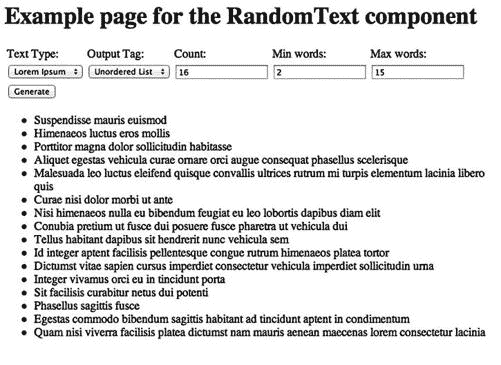 Example page for the RandomText component
Text Type: Output Tag: Count: Min words: Max words:
Lorem Ipsum Unordered List 16 2 15
Generate
Suspendisse mauris euismod
Himenaeos luctus eros mollis
Porttitor magna dolor sollicitudin habitasse
Aliquet egestas vehicula curae ornare orci augue consequat phasellus scelerisque
Malesuada leo luctus eleifend quisque convallis ultrices rutrum mi turpis elementum lacinia libero
quis
Curae nisi dolor morbi ut ante
Nisi himenaeos nulla eu bibendum feugiat eu leo lobortis dapibus diam elit
Conubia pretium ut fusce dui posuere fusce pharetra ut vehicula dui
Tellus habitant dapibus sit hendrerit nunc vehicula sem
Id integer aptent facilisis pellentesque congue rutrum himenaeos platea tortor
Dictumst vitae sapien cursus imperdiet consectetur vehicula imperdiet sollicitudin urna
Integer vivamus orci eu in tincidunt porta
Sit facilisis curabitur netus dui potenti
Phasellus sagittis fusce
Egestas commodo bibendum sagittis habitant ad tincidunt aptent in condimentum
Quam nisi viverra facilisis platea dictumst nam mauris aenean maecenas lorem consectetur lacinia